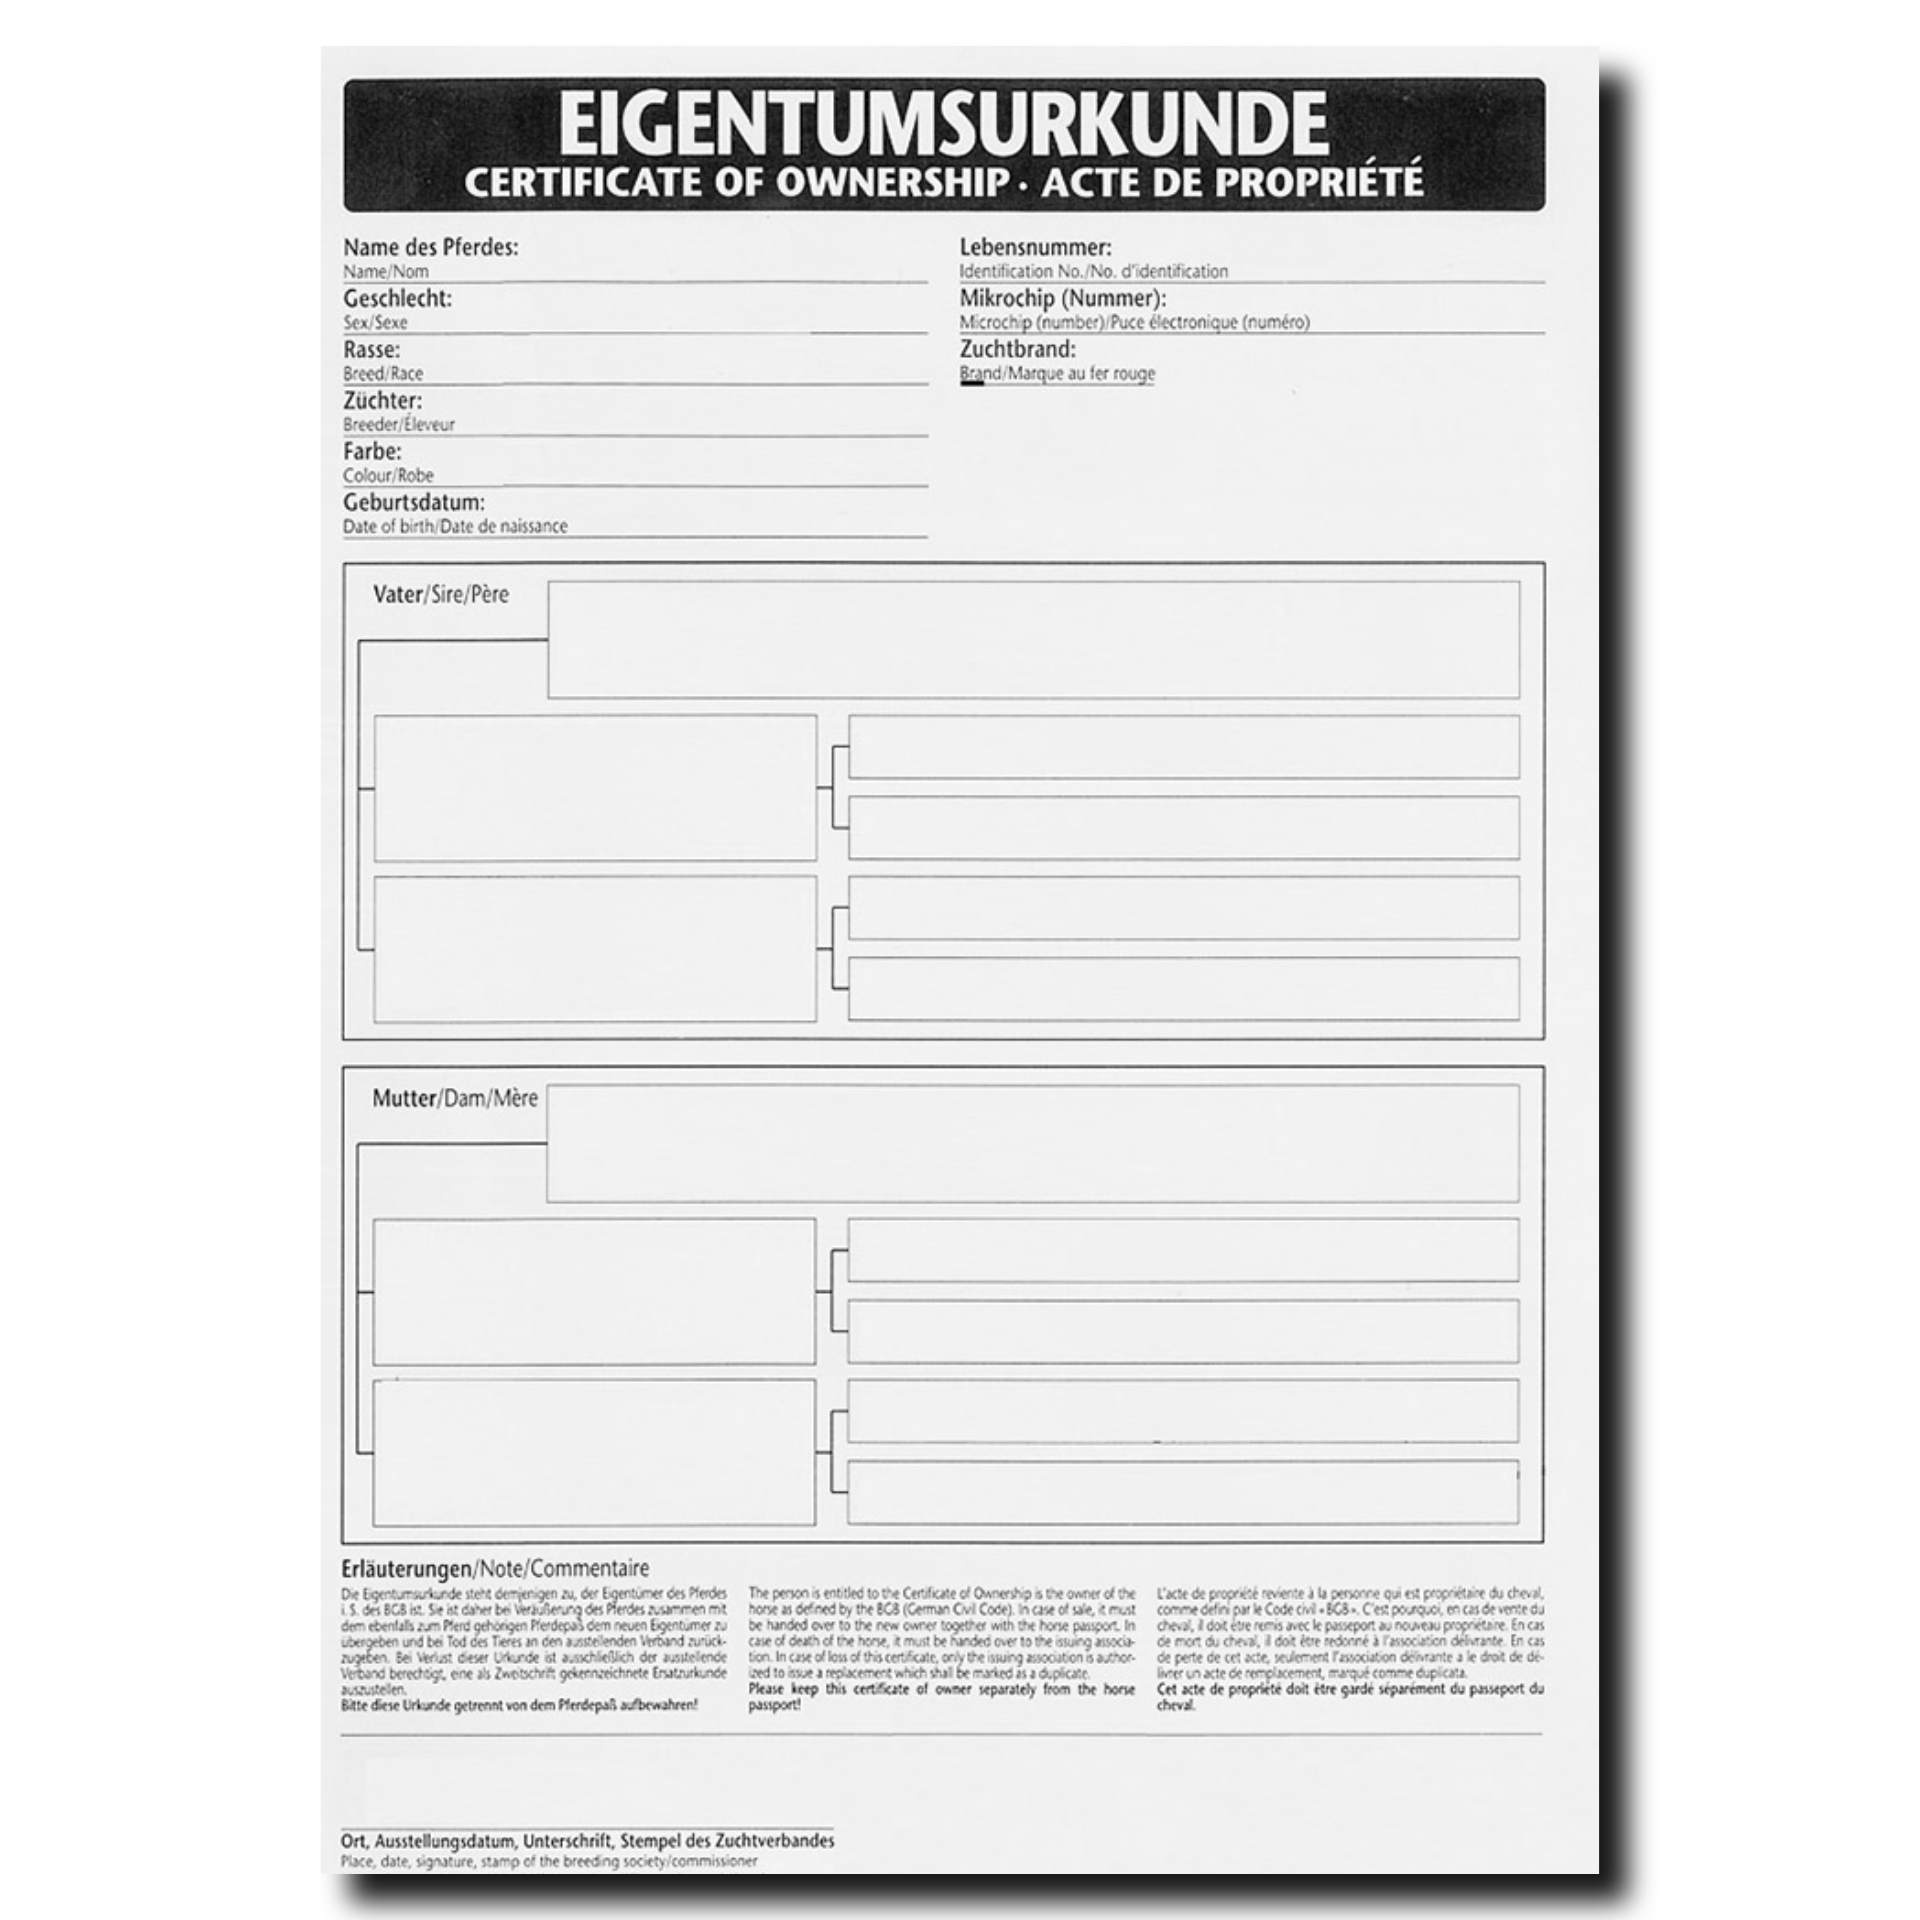 EIGENTUMSURKUNDE
CERTIFICATE OF OWNERSHIP · ACTE DE PROPRIÉTÉ
Name des Pferdes:
Name/Nom
Geschlecht:
Sex/Sexe
Rasse:
Breed/Race
Züchter:
Breeder/Éleveur
Farbe:
Colour/Robe
Geburtsdatum:
Date of birth/Date de naissance
Lebensnummer:
Identification No./No. d'identification
Mikrochip (Nummer):
Microchip (number)/Puce électronique (numéro)
Zuchtbrand:
Brand/Marque au fer rouge
Vater/Sire/Père
Mutter/Dam/Mère
Erläuterungen/Note/Commentaire
Die Eigentumsurkunde steht demjenigen zu, der Eigentümer des Pferdes
i. S. des BGB ist. Sie ist daher bei Veräußerung des Pferdes zusammen mit
dem ebenfalls zum Pferd gehörigen Pferdepaß dem neuen Eigentümer zu
übergeben und bei Tod des Tieres an den ausstellenden Verband zurück-
zugeben. Bei Verlust dieser Urkunde ist ausschließlich der ausstellende
Verband berechtigt, eine als Zweitschrift gekennzeichnete Ersatzurkunde
auszustellen.
Bitte diese Urkunde getrennt von dem Pferdepaß aufbewahren!
The person is entitled to the Certificate of Ownership is the owner of the
horse as defined by the BGB (German Civil Code). In case of sale, it must
be handed over to the new owner together with the horse passport. In
case of death of the horse, it must be handed over to the issuing associa-
tion. In case of loss of this certificate, only the issuing association is author-
ized to issue a replacement which shall be marked as a duplicate.
Please keep this certificate of owner separately from the horse
passport!
L'acte de propriété reviente à la personne qui est propriétaire du cheval,
comme defini par le Code civil «BGB». C'est pourquoi, en cas de vente du
cheval, il doit être remis avec le passeport au nouveau propriétaire. En cas
de mort du cheval, il doit être redonné à l'association délivrante. En cas
de perte de cet acte, seulement l'association délivrante a le droit de dé-
livrer un acte de remplacement, marqué comme duplicata.
Cet acte de propriété doit être gardé séparément du passeport du
cheval.
Ort, Ausstellungsdatum, Unterschrift, Stempel des Zuchtverbandes
Place, date, signature, stamp of the breeding society/commissioner